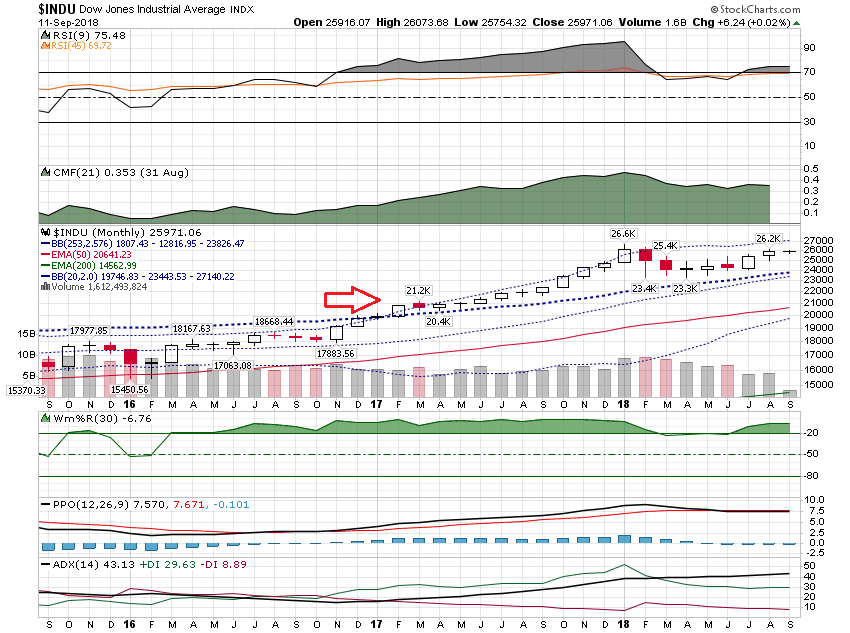 $INDU Dow Jones Industrial Average INDX © StockCharts.com
11-Sep-2018 Open 25916.07 High 26073.68 Low 25754.32 Close 25971.06 Volume 1.6B Chg +6.24 (+0.02%)
RSI(9) 75.48
RSI(45) 69.72
90
70
50
30
10
CMF(21) 0.353 (31 Aug)
0.5
0.4
0.3
0.2
0.1
$INDU (Monthly) 25971.06
BB(253,2.576) 1807.43 - 12816.95 - 23826.47
EMA(50) 20641.23
EMA(200) 14562.99
BB(20,2.0) 19746.83 - 23443.53 - 27140.22
Volume 1,612,493,824
26.6K
25.4K
26.2K
23.4K
23.3K
21.2K
20.4K
17977.85
18167.63
18668.44
17883.56
17063.08
15450.56
15370.33
15B
10B
5B
27000
26000
25000
24000
23000
22000
21000
20000
19000
18000
17000
16000
15000
S O N D 16 F M A M J J A S O N D 17 F M A M J J A S O N D 18 F M A M J J A S
Wm%R(30) -6.76
-20
-50
-80
PPO(12,26,9) 7.570, 7.671, -0.101
10.0
7.5
5.0
2.5
0.0
-2.5
ADX(14) 43.13 +DI 29.63 -DI 8.89
50
40
30
20
10
S O N D 16 F M A M J J A S O N D 17 F M A M J J A S O N D 18 F M A M J J A S